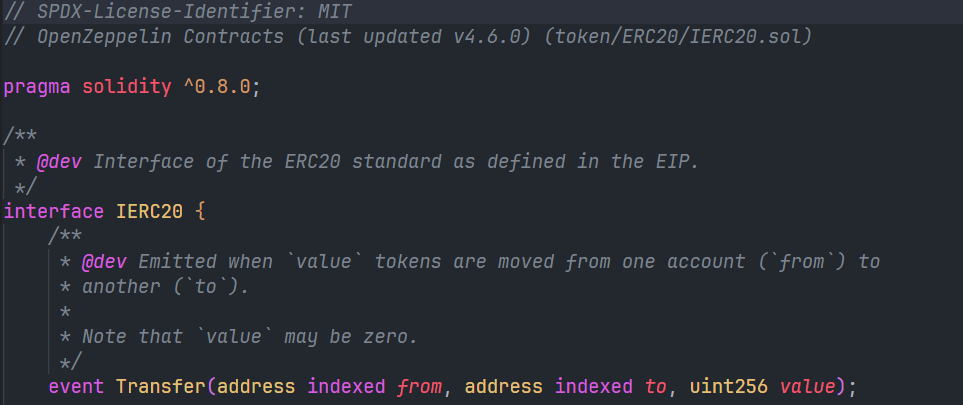 // SPDX-License-Identifier: MIT
// OpenZeppelin Contracts (last updated v4.6.0) (token/ERC20/IERC20.sol)
pragma solidity ^0.8.0;
/**
 * @dev Interface of the ERC20 standard as defined in the EIP.
 */
interface IERC20 {
    /**
     * @dev Emitted when `value` tokens are moved from one account (`from`) to
     * another (`to`).
     *
     * Note that `value` may be zero.
     */
    event Transfer(address indexed from, address indexed to, uint256 value);